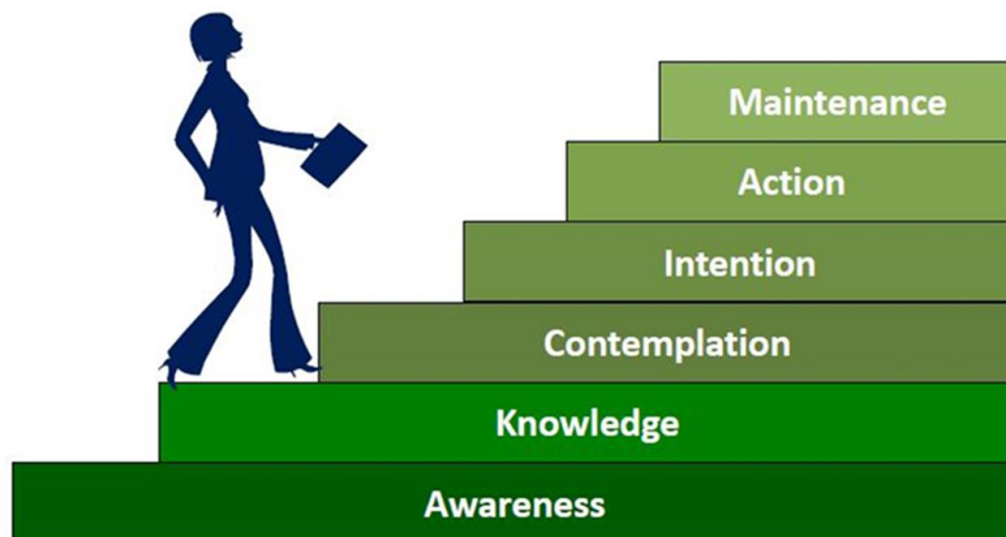 Maintenance
Action
Intention
Contemplation
Knowledge
Awareness